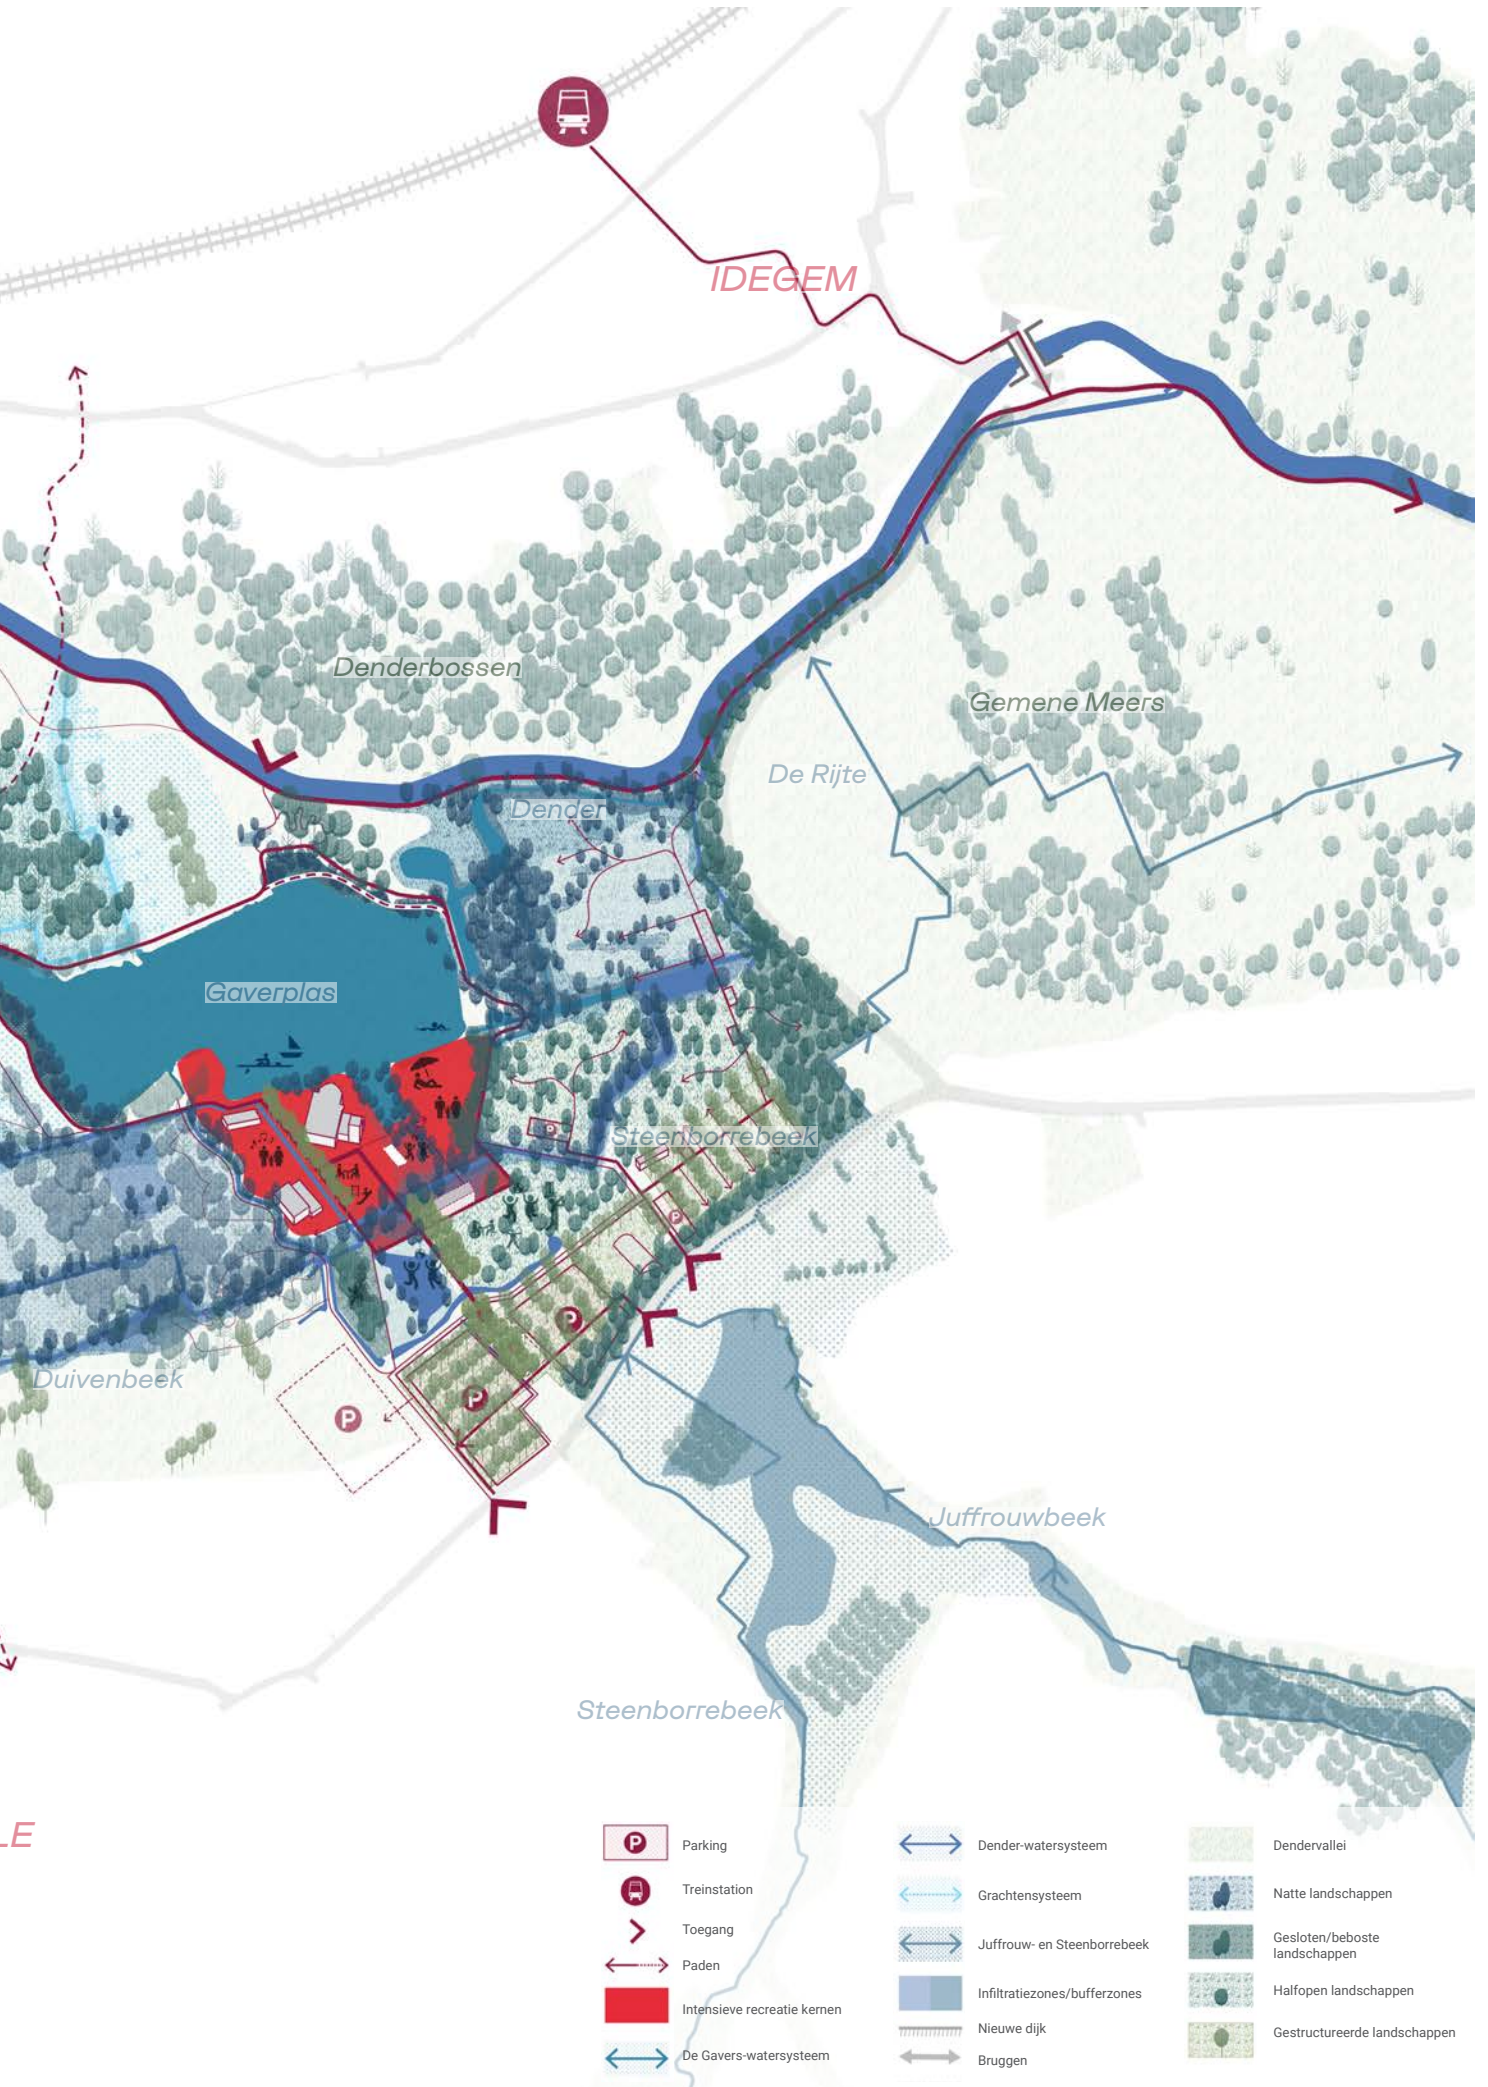 IDEGEM
Denderbossen
Gemene Meers
De Rijte
Dender
Gaverplas
Steenborrebeek
P
P
P
P
P
Duivenbeek
Juffrouwbeek
Steenborrebeek
LE
P Parking
Treinstation
Toegang
Paden
Intensieve recreatie kernen
De Gavers-watersysteem
Dender-watersysteem
Grachtensysteem
Juffrouw- en Steenborrebeek
Infiltratiezones/bufferzones
Nieuwe dijk
Bruggen
Dendervallei
Natte landschappen
Gesloten/beboste
landschappen
Halfopen landschappen
Gestructureerde landschappen